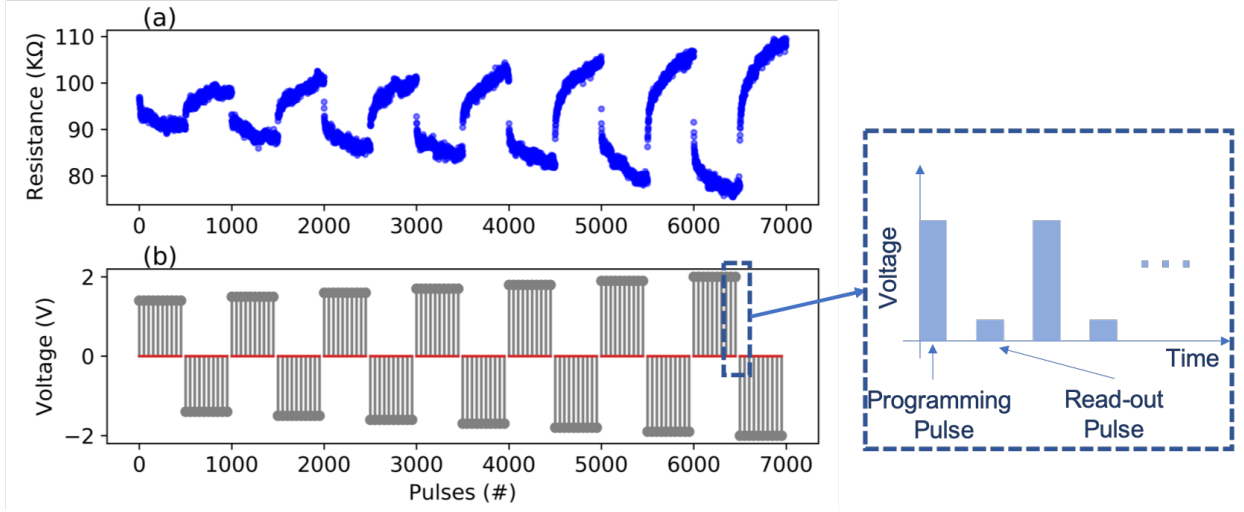 (a)
Resistance (KΩ)
110
100
90
80
0 1000 2000 3000 4000 5000 6000 7000
(b)
Voltage (V)
2
0
−2
0 1000 2000 3000 4000 5000 6000 7000
Pulses (#)
Voltage
Time
Programming
Pulse
Read-out
Pulse